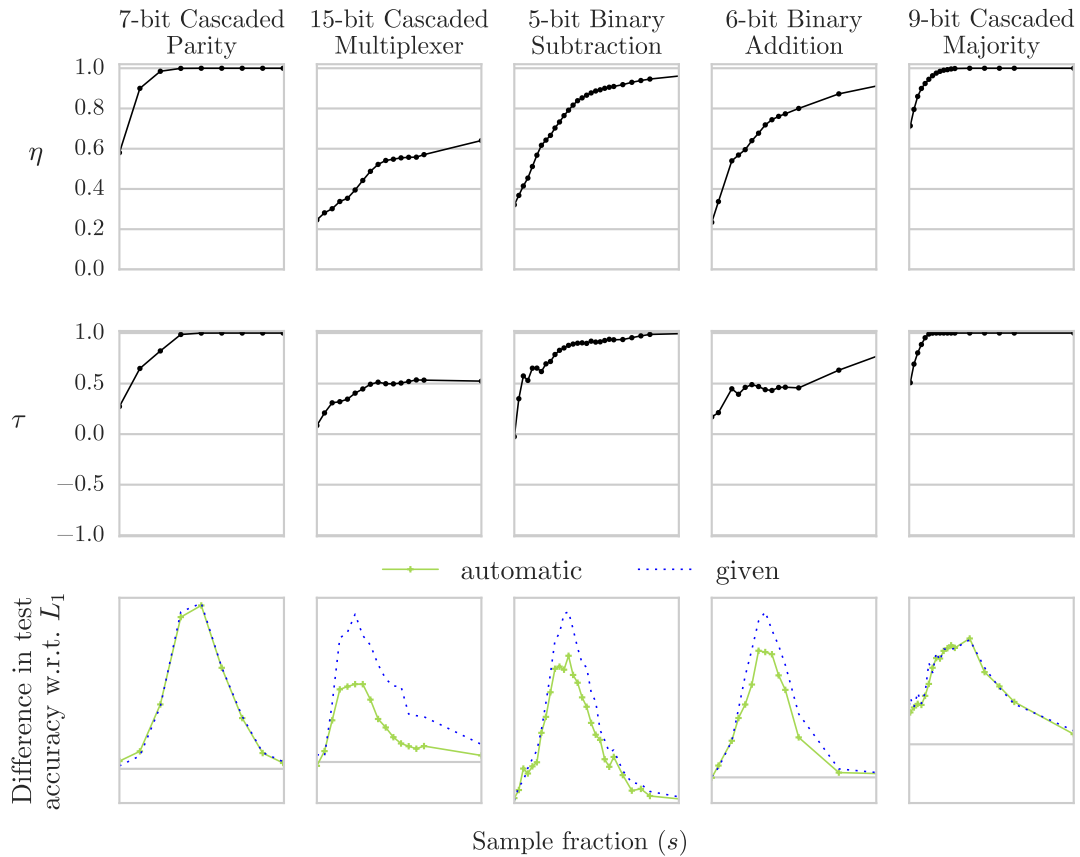 7-bit Cascaded Parity
15-bit Cascaded Multiplexer
5-bit Binary Subtraction
6-bit Binary Addition
9-bit Cascaded Majority
η
1.0
0.8
0.6
0.4
0.2
0.0
τ
1.0
0.5
0.0
−0.5
−1.0
automatic
given
Difference in test
accuracy w.r.t. L₁
Sample fraction (s)